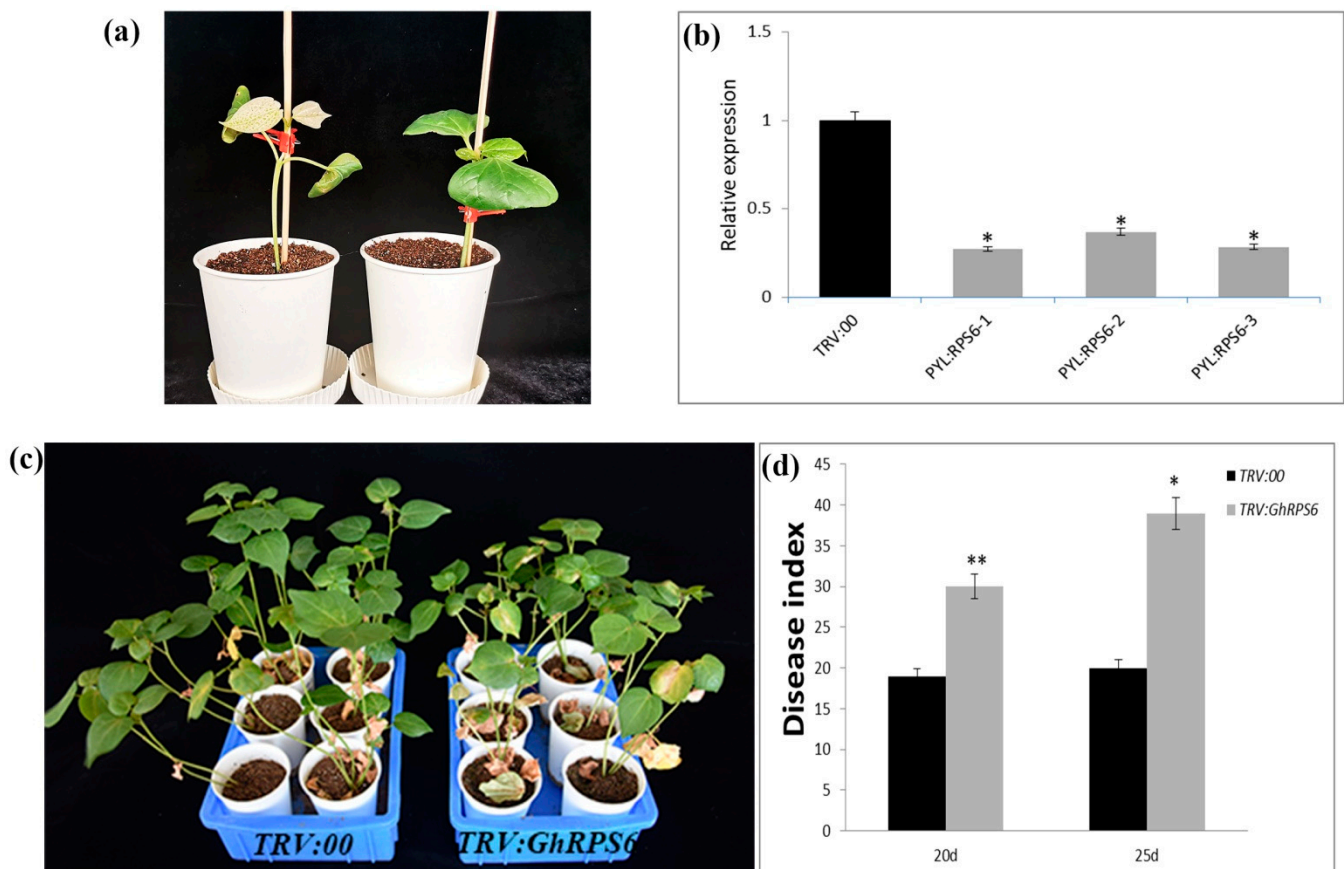 (a)
(b)
1.5
1
0.5
0
Relative expression
TRV:00
PYL:RPS6-1
PYL:RPS6-2
PYL:RPS6-3
*
*
*
(c)
TRV:00
TRV:GhRPS6
(d)
45
40
35
30
25
20
15
10
5
0
Disease index
**
*
TRV:00
TRV:GhRPS6
20d
25d